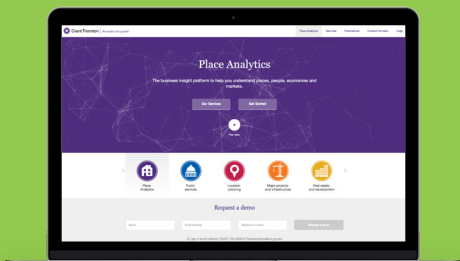 Grant Thornton
Place Analytics
Services
Contact the team
Login
Place Analytics
The business insight platform to help you understand places, people, economies and
markets.
Our Services
Get Started
Place
Analytics
Public
services
Location
planning
Major projects
and infrastructure
Real estate
and development
Request a demo